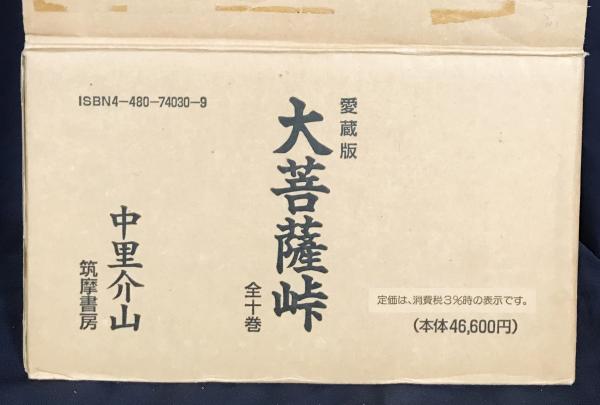 ISBN4-480-74030-9
愛蔵版
大菩薩峠
全十巻
中里介山
筑摩書房
定価は、消費税3%時の表示です。
(本体46,600円)